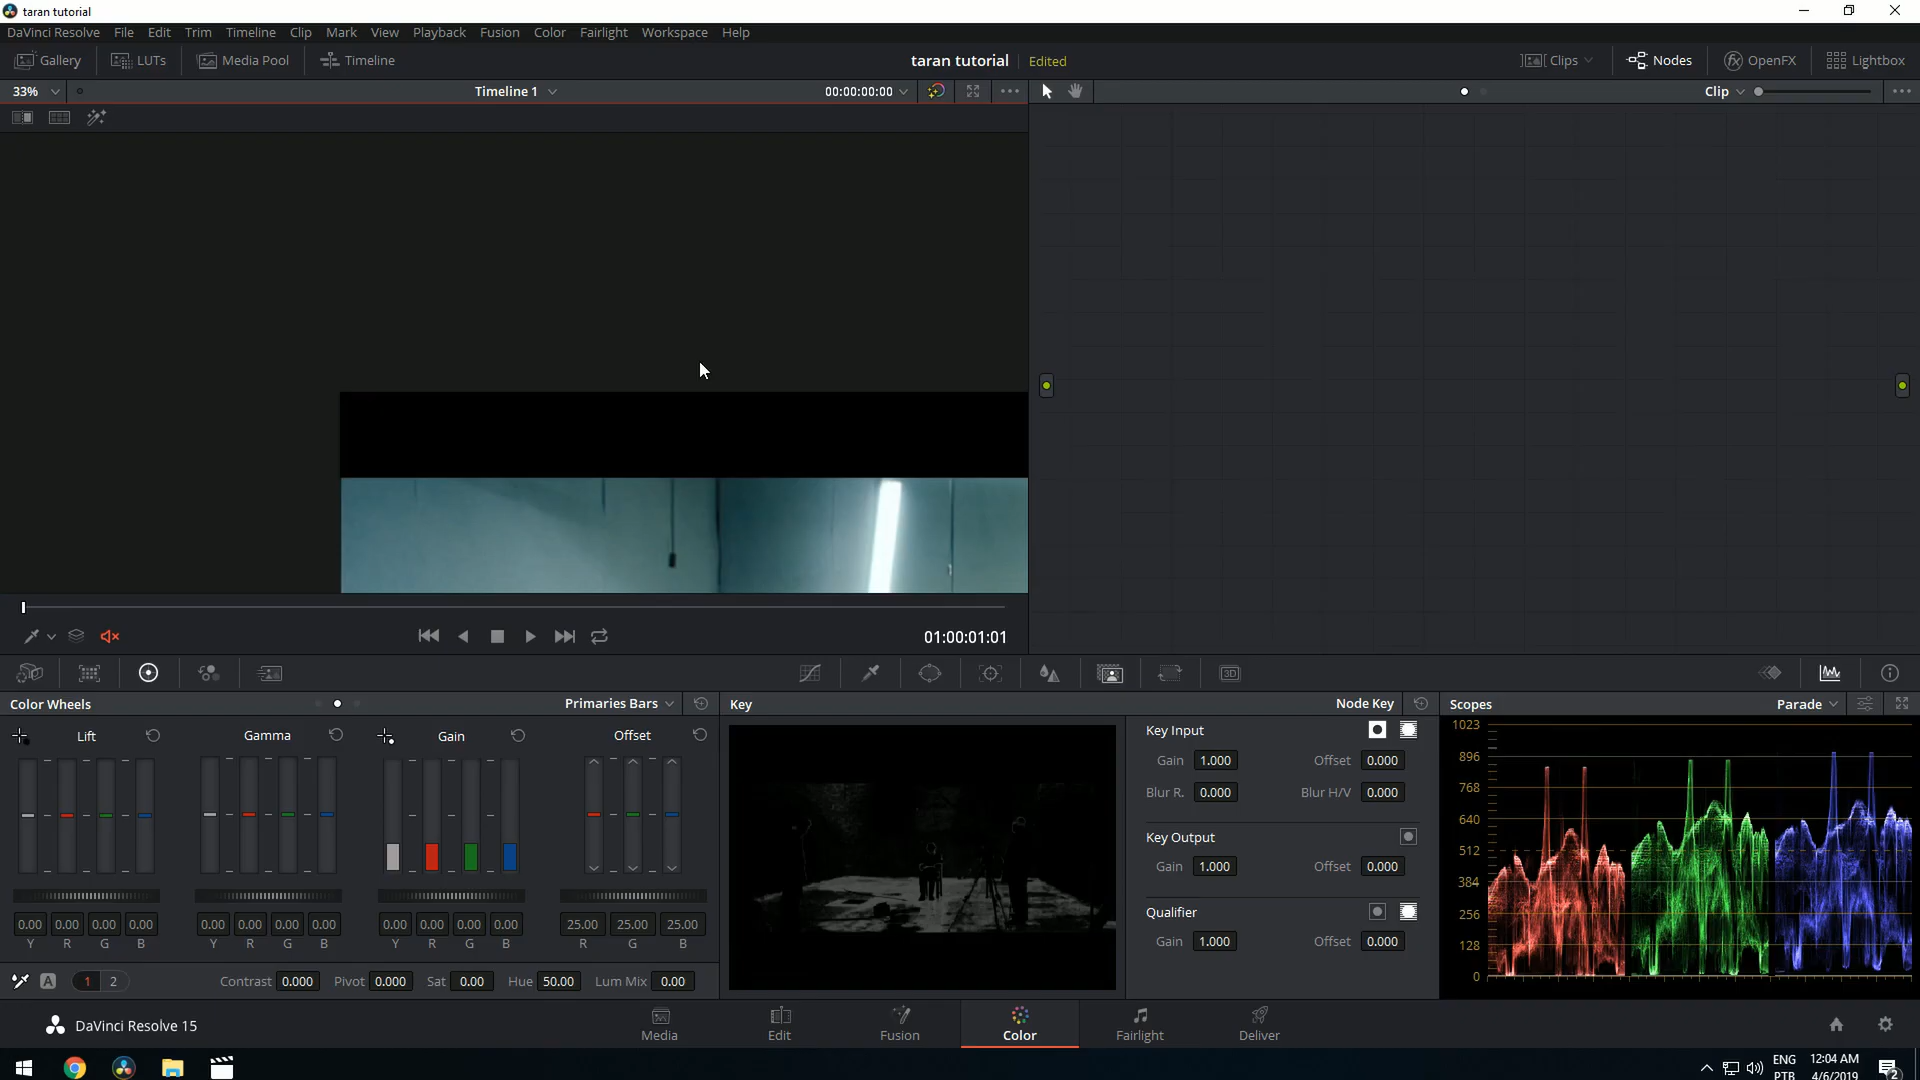 taran tutorial
DaVinci Resolve File Edit Trim Timeline Clip Mark View Playback Fusion Color Fairlight Workspace Help
Gallery LUTs Media Pool Timeline taran tutorial Edited Clips Nodes fx OpenFX Lightbox
33% Timeline 1 00:00:00:00 Clip
01:00:01:01
3D
Color Wheels Primaries Bars Key Node Key Scopes Parade
Lift Gamma Gain Offset
Key Input
Gain 1.000 Offset 0.000
Blur R. 0.000 Blur H/V 0.000
Key Output
Gain 1.000 Offset 0.000
Qualifier
Gain 1.000 Offset 0.000
1023
896
768
640
512
384
256
128
0
0.00 0.00 0.00 0.00 0.00 0.00 0.00 0.00 0.00 0.00 0.00 0.00 25.00 25.00 25.00
Y R G B Y R G B Y R G B R G B
A 1 2 Contrast 0.000 Pivot 0.000 Sat 0.00 Hue 50.00 Lum Mix 0.00
DaVinci Resolve 15
Media Edit Fusion Color Fairlight Deliver
ENG 12:04 AM
PTB 4/6/2019
2